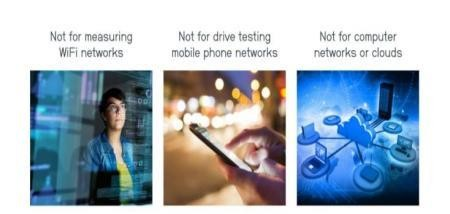 Not for measuring
WiFi networks
Not for drive testing
mobile phone networks
Not for computer
networks or clouds